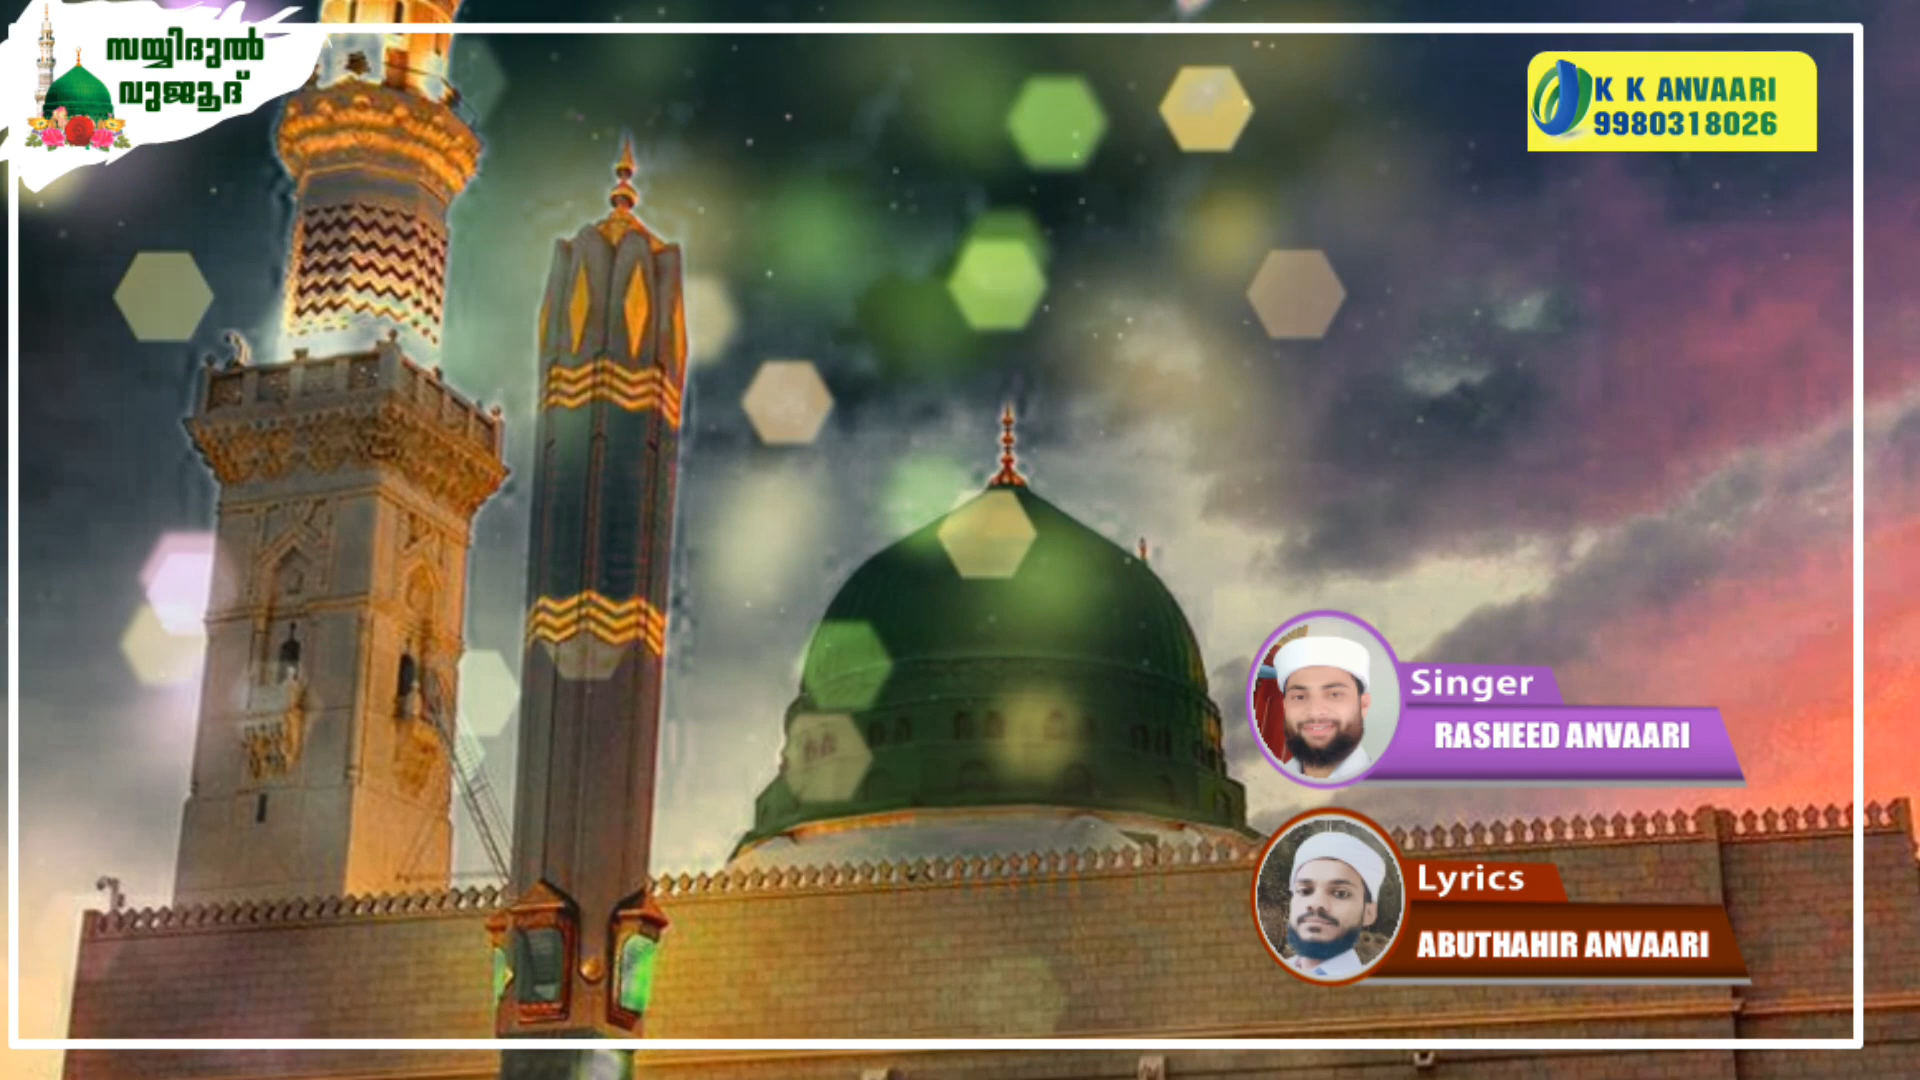 സയ്യിദുൽ
വുജൂദ്
K K ANVAARI
9980318026
Singer
RASHEED ANVAARI
Lyrics
ABUTHAHIR ANVAARI